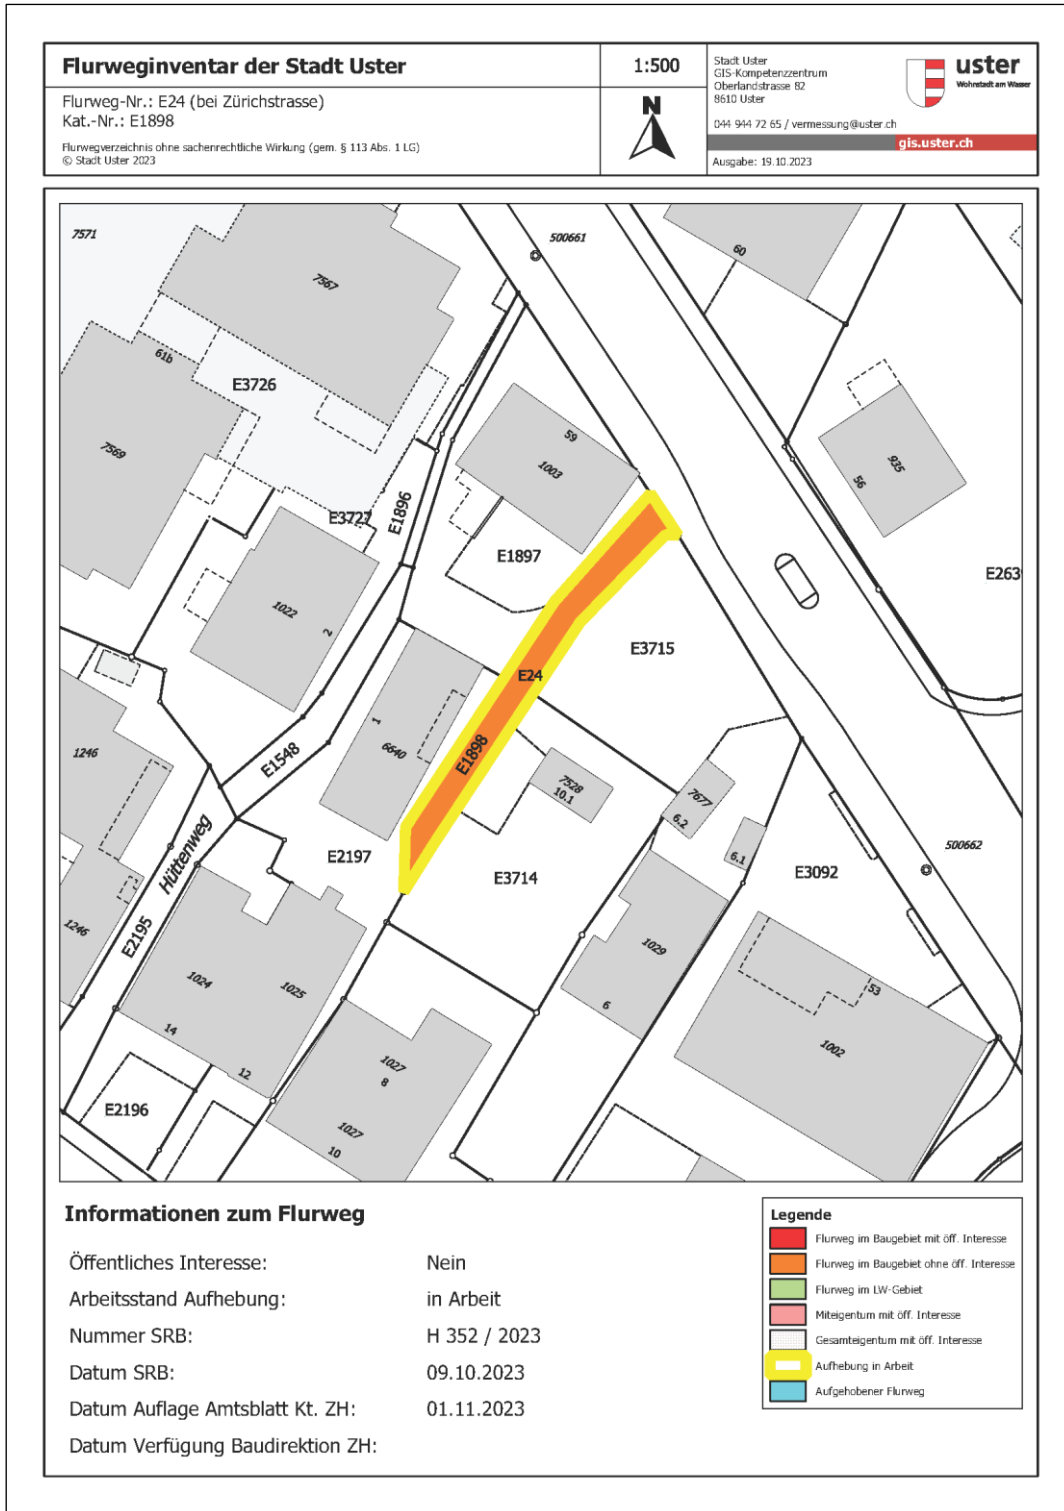 Flurweginventar der Stadt Uster
Flurweg-Nr.: E24 (bei Zürichstrasse)
Kat.-Nr.: E1898
Flurwegverzeichnis ohne sachenrechtliche Wirkung (gem. § 113 Abs. 1 LG)
© Stadt Uster 2023
1:500
N
Stadt Uster
GIS-Kompetenzzentrum
Oberlandstrasse 82
8610 Uster
044 944 72 65 / vermessung@uster.ch
uster
Wohnstadt am Wasser
gis.uster.ch
Ausgabe: 19.10.2023
7571
500661
60
7567
61b
E3726
59
7569
1003
935
56
E3727
E1896
E1897
E263
1022
2
E3715
E24
1
6640
E1898
1246
E1548
7528
10.1
7677
6.2
6.1
Hüttenweg
500662
E2197
E3714
E3092
1246
E2195
1029
1024
1025
6
53
14
12
1027
8
1002
E2196
1027
10
Informationen zum Flurweg
Öffentliches Interesse: Nein
Arbeitsstand Aufhebung: in Arbeit
Nummer SRB: H 352 / 2023
Datum SRB: 09.10.2023
Datum Auflage Amtsblatt Kt. ZH: 01.11.2023
Datum Verfügung Baudirektion ZH:
Legende
Flurweg im Baugebiet mit öff. Interesse
Flurweg im Baugebiet ohne öff. Interesse
Flurweg im LW-Gebiet
Miteigentum mit öff. Interesse
Gesamteigentum mit öff. Interesse
Aufhebung in Arbeit
Aufgehobener Flurweg